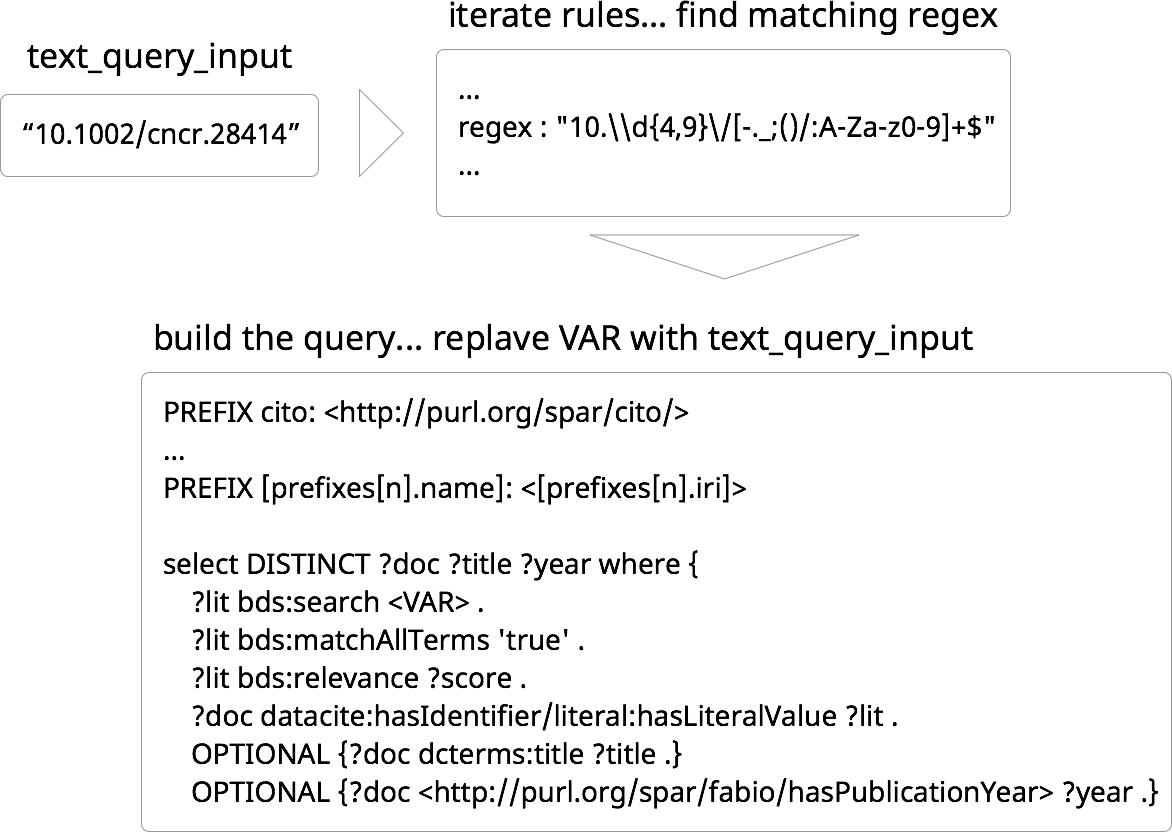 text_query_input
“10.1002/cncr.28414”
iterate rules... find matching regex
...
regex : "10.\\d{4,9}\/[-._;()/:A-Za-z0-9]+$"
...
build the query... replave VAR with text_query_input
PREFIX cito: <http://purl.org/spar/cito/>
...
PREFIX [prefixes[n].name]: <[prefixes[n].iri]>
select DISTINCT ?doc ?title ?year where {
?lit bds:search <VAR> .
?lit bds:matchAllTerms 'true' .
?lit bds:relevance ?score .
?doc datacite:hasIdentifier/literal:hasLiteralValue ?lit .
OPTIONAL {?doc dcterms:title ?title .}
OPTIONAL {?doc <http://purl.org/spar/fabio/hasPublicationYear> ?year .}